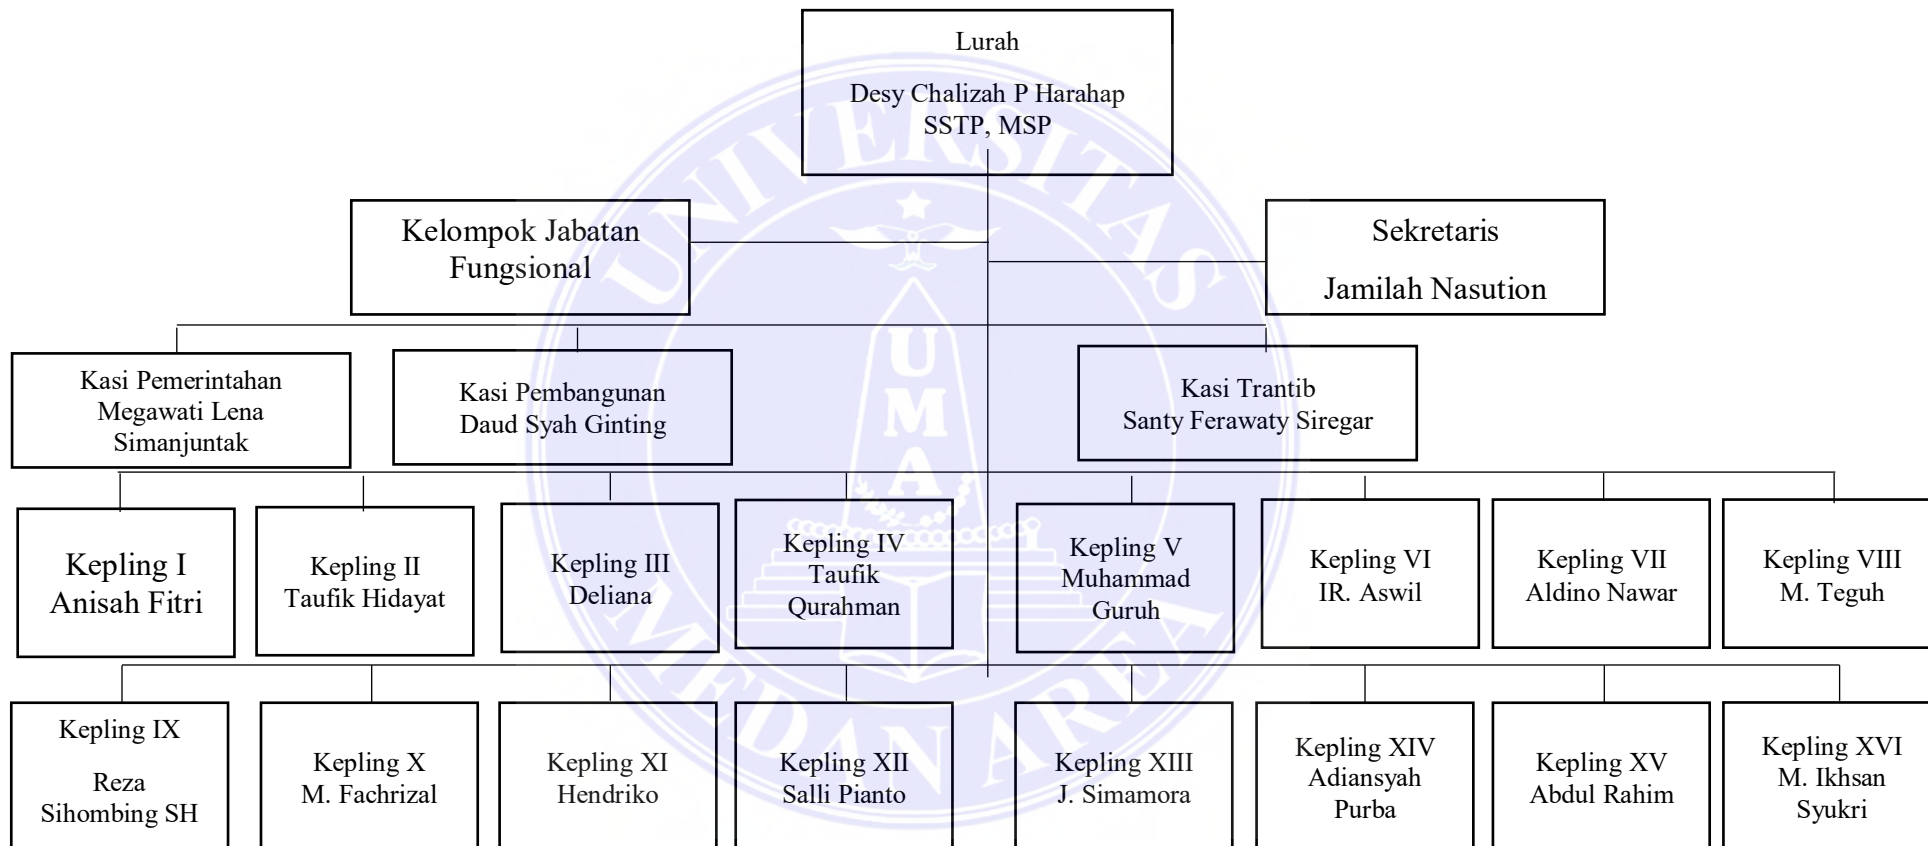 Lurah
Desy Chalizah P Harahap
SSTP, MSP
Kelompok Jabatan
Fungsional
Sekretaris
Jamilah Nasution
Kasi Pemerintahan
Megawati Lena
Simanjuntak
Kasi Pembangunan
Daud Syah Ginting
Kasi Trantib
Santy Ferawaty Siregar
Kepling I
Anisah Fitri
Kepling II
Taufik Hidayat
Kepling III
Deliana
Kepling IV
Taufik
Qurahman
Kepling V
Muhammad
Guruh
Kepling VI
IR. Aswil
Kepling VII
Aldino Nawar
Kepling VIII
M. Teguh
Kepling IX
Reza
Sihombing SH
Kepling X
M. Fachrizal
Kepling XI
Hendriko
Kepling XII
Salli Pianto
Kepling XIII
J. Simamora
Kepling XIV
Adiansyah
Purba
Kepling XV
Abdul Rahim
Kepling XVI
M. Ikhsan
Syukri
UNIVERSITAS
MEDAN AREA
U
M
A